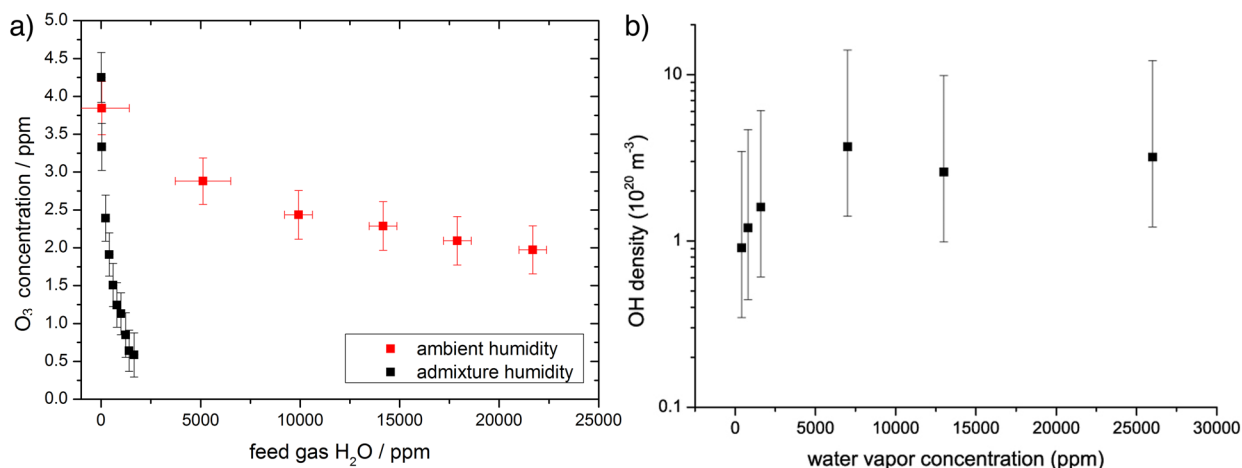 a)
5.0
4.5
4.0
3.5
3.0
2.5
2.0
1.5
1.0
0.5
0.0
O₃ concentration / ppm
ambient humidity
admixture humidity
0 5000 10000 15000 20000 25000
feed gas H₂O / ppm
b)
10
1
0.1
OH density (10²⁰ m⁻³)
0 5000 10000 15000 20000 25000 30000
water vapor concentration (ppm)